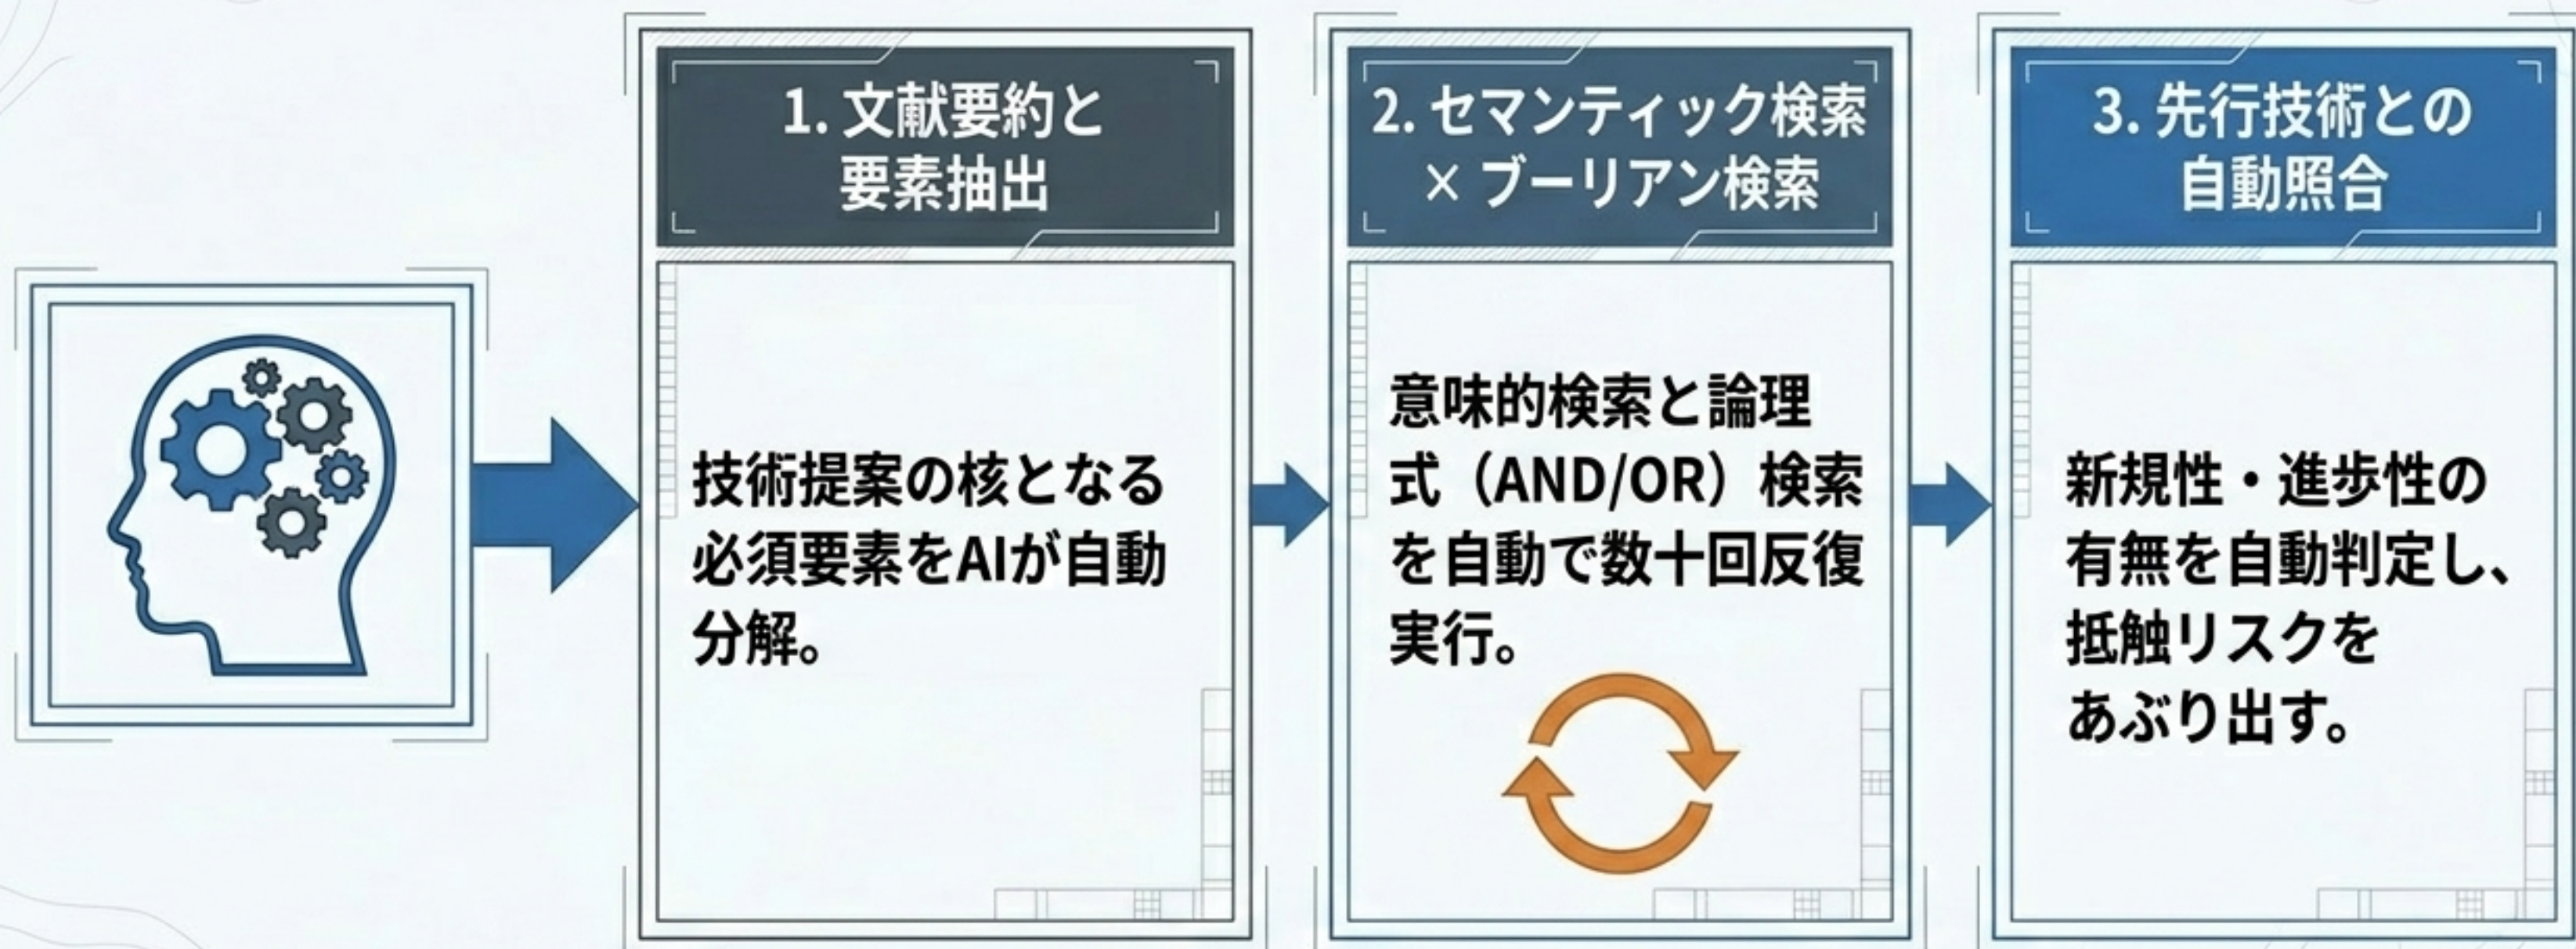 1. 文献要約と
要素抽出
技術提案の核となる
必須要素をAIが自動
分解。
2. セマンティック検索
× ブーリアン検索
意味的検索と論理
式（AND/OR）検索
を自動で数十回反復
実行。
3. 先行技術との
自動照合
新規性・進歩性の
有無を自動判定し、
抵触リスクを
あぶり出す。